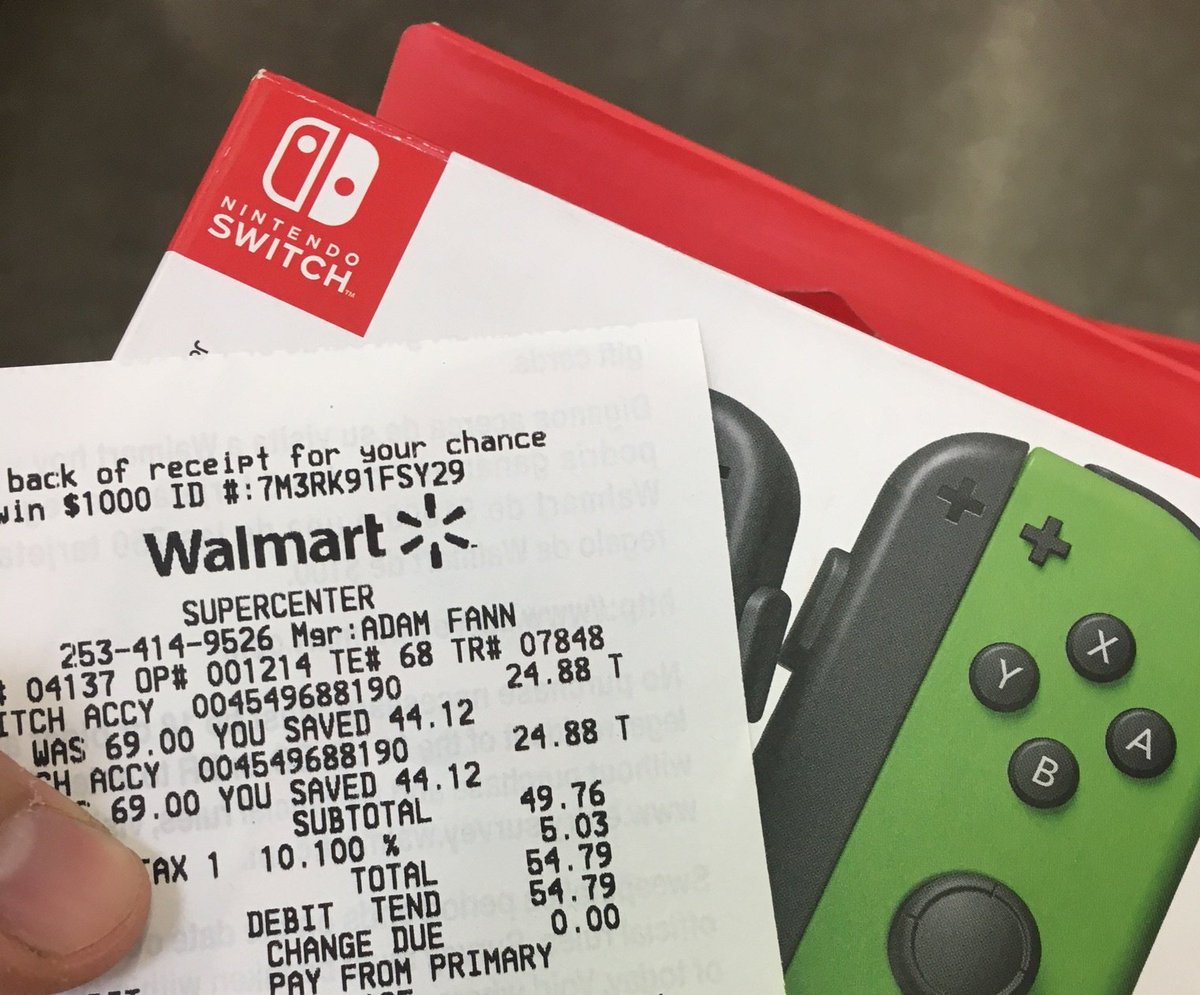 NINTENDO
SWITCH™
back of receipt for your chance
win $1000 ID #:7M3RK91FSY29
Walmart
SUPERCENTER
253-414-9526 Mgr:ADAM FANN
# 04137 OP# 001214 TE# 68 TR# 07848
ITCH ACCY 004549688190 24.88 T
WAS 69.00 YOU SAVED 44.12
CH ACCY 004549688190 24.88 T
69.00 YOU SAVED 44.12
SUBTOTAL 49.76
TAX 1 10.100 % 5.03
TOTAL 54.79
DEBIT TEND 54.79
CHANGE DUE 0.00
PAY FROM PRIMARY
X
Y
A
B